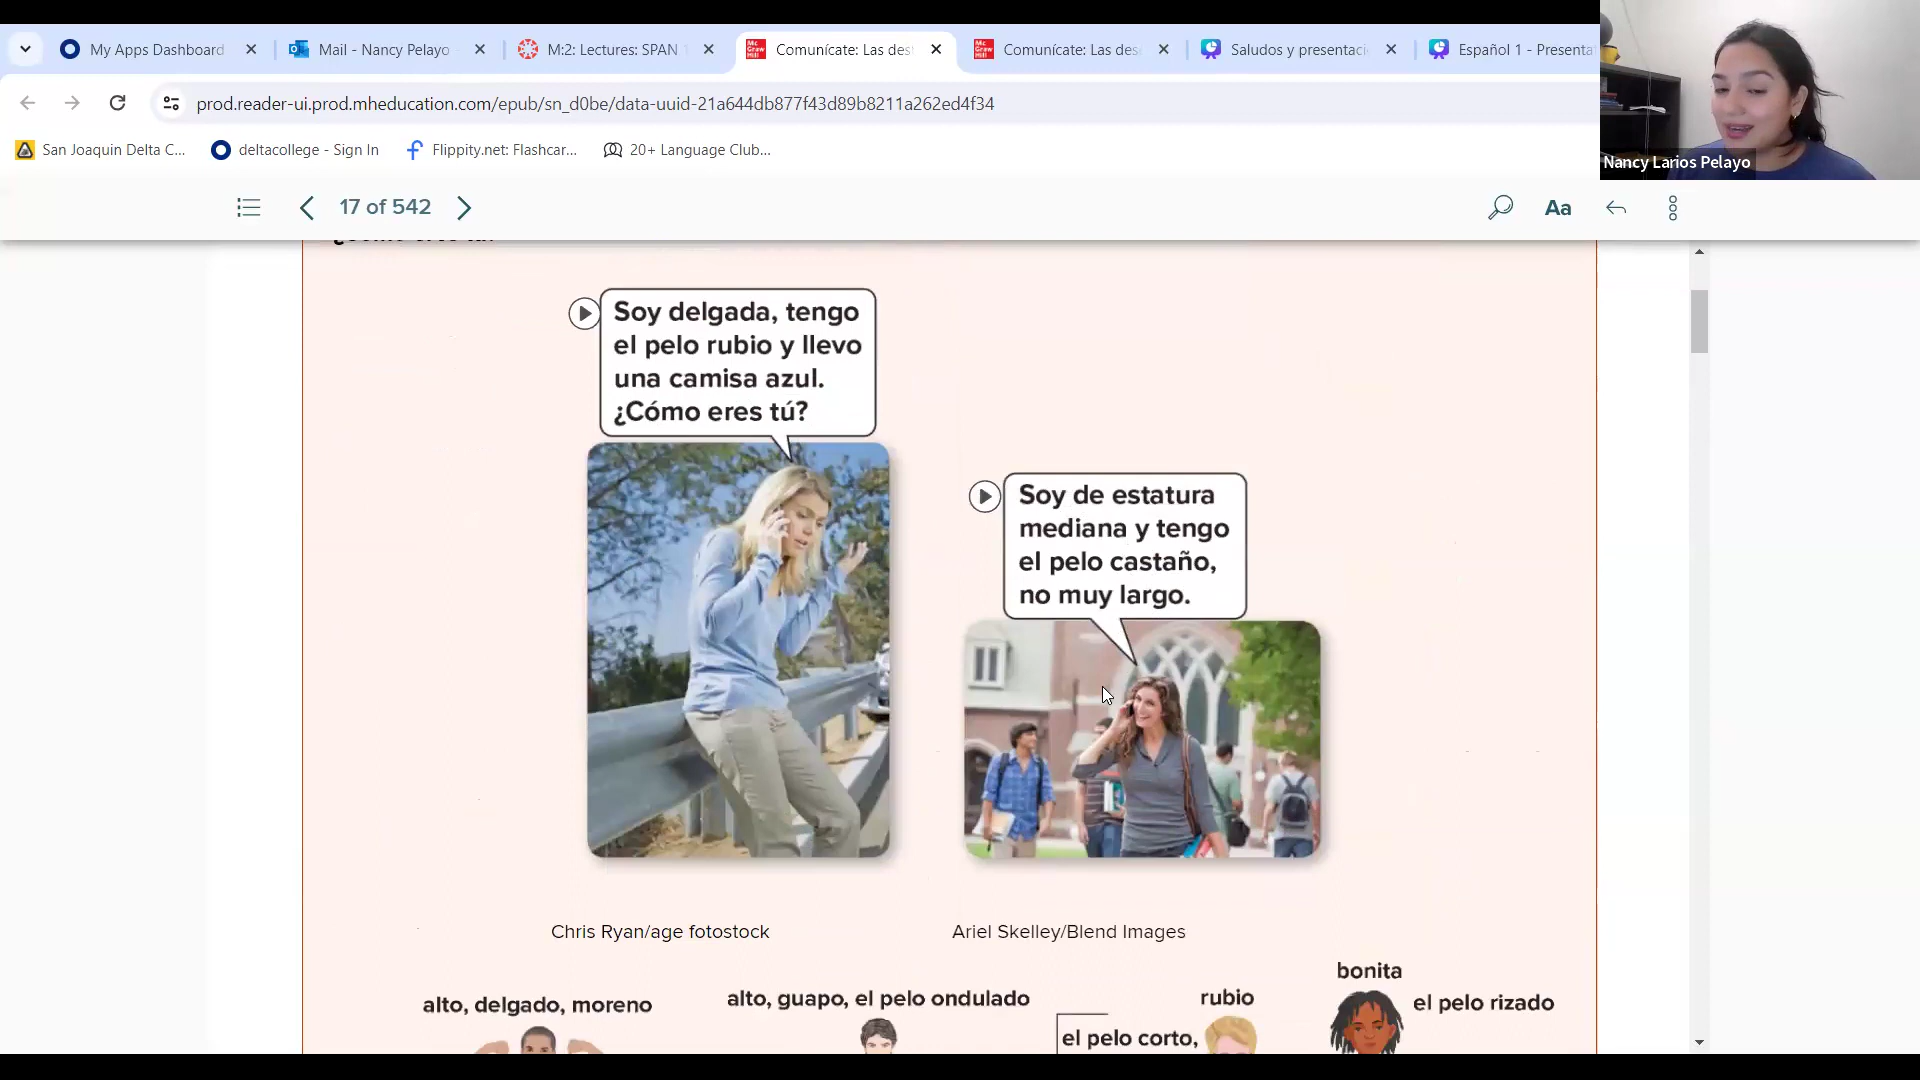 My Apps Dashboard
Mail - Nancy Pelayo
M:2: Lectures: SPAN
Comunícate: Las des
Comunícate: Las des
Saludos y presentaci
Español 1 - Presenta
prod.reader-ui.prod.mheducation.com/epub/sn_d0be/data-uuid-21a644db877f43d89b8211a262ed4f34
San Joaquin Delta C...
deltacollege - Sign In
Flippity.net: Flashcar...
20+ Language Club...
Nancy Larios Pelayo
17 of 542
Aa
Soy delgada, tengo
el pelo rubio y llevo
una camisa azul.
¿Cómo eres tú?
Soy de estatura
mediana y tengo
el pelo castaño,
no muy largo.
Chris Ryan/age fotostock
Ariel Skelley/Blend Images
alto, delgado, moreno
alto, guapo, el pelo ondulado
rubio
el pelo corto,
bonita
el pelo rizado